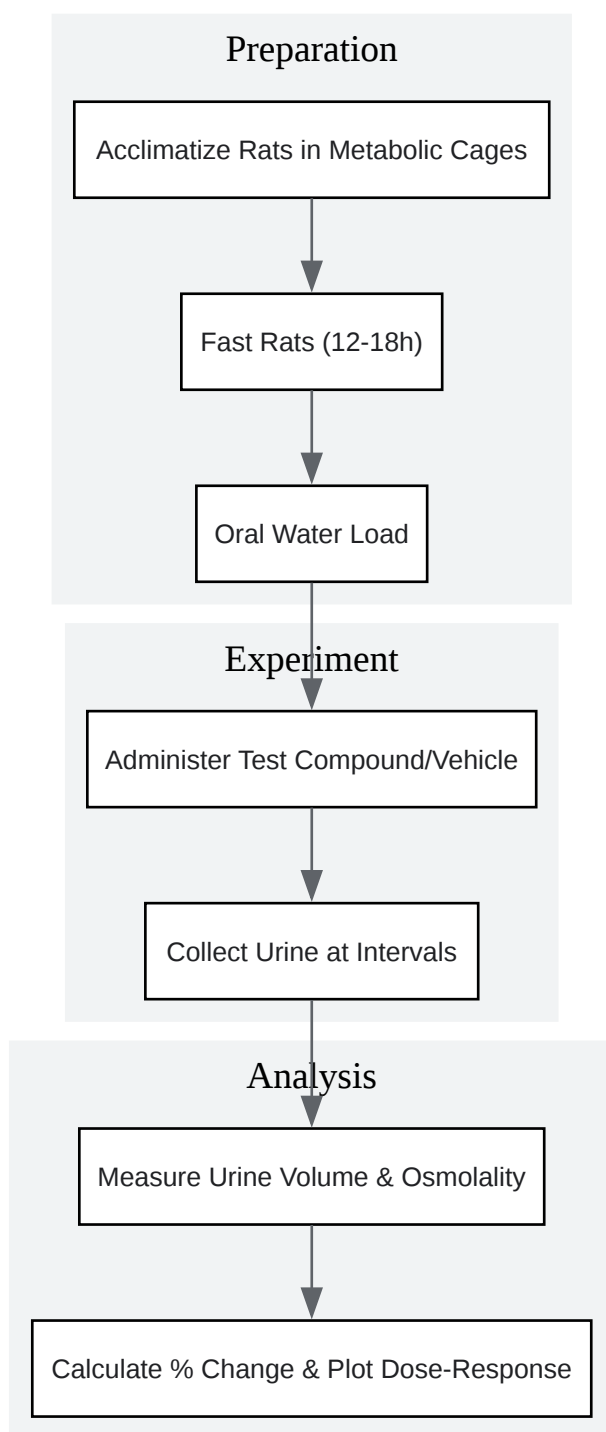 Preparation
Acclimatize Rats in Metabolic Cages
Fast Rats (12-18h)
Oral Water Load
Experiment
Administer Test Compound/Vehicle
Collect Urine at Intervals
Analysis
Measure Urine Volume & Osmolality
Calculate % Change & Plot Dose-Response